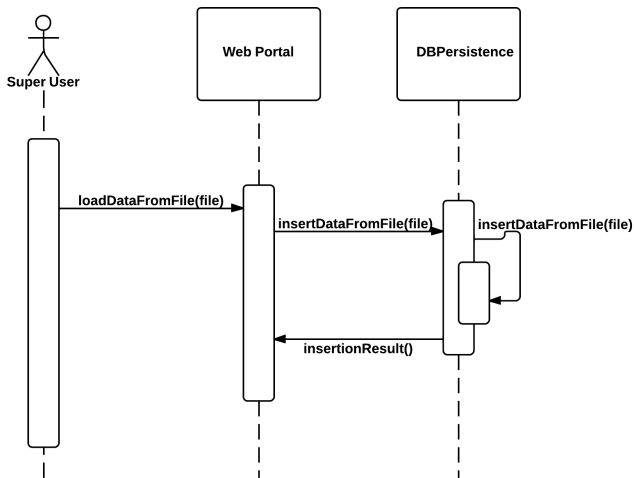 Super User
Web Portal
DBPersistence
loadDataFromFile(file)
insertDataFromFile(file)
insertDataFromFile(file)
insertionResult()